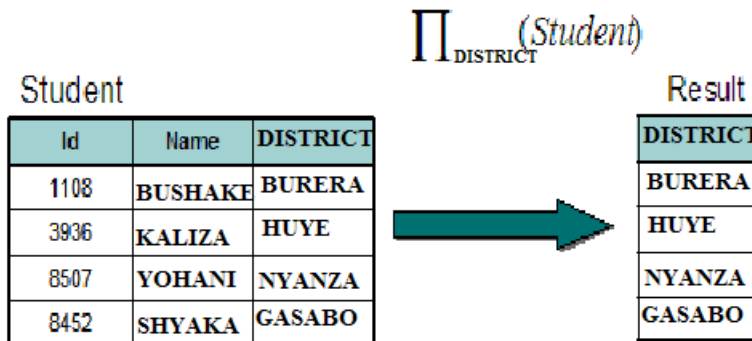 ∏DISTRICT(Student)
Student
Result
Id Name DISTRICT
1108 BUSHAKE BURERA
3936 KALIZA HUYE
8507 YOHANI NYANZA
8452 SHYAKA GASABO
DISTRICT
BURERA
HUYE
NYANZA
GASABO